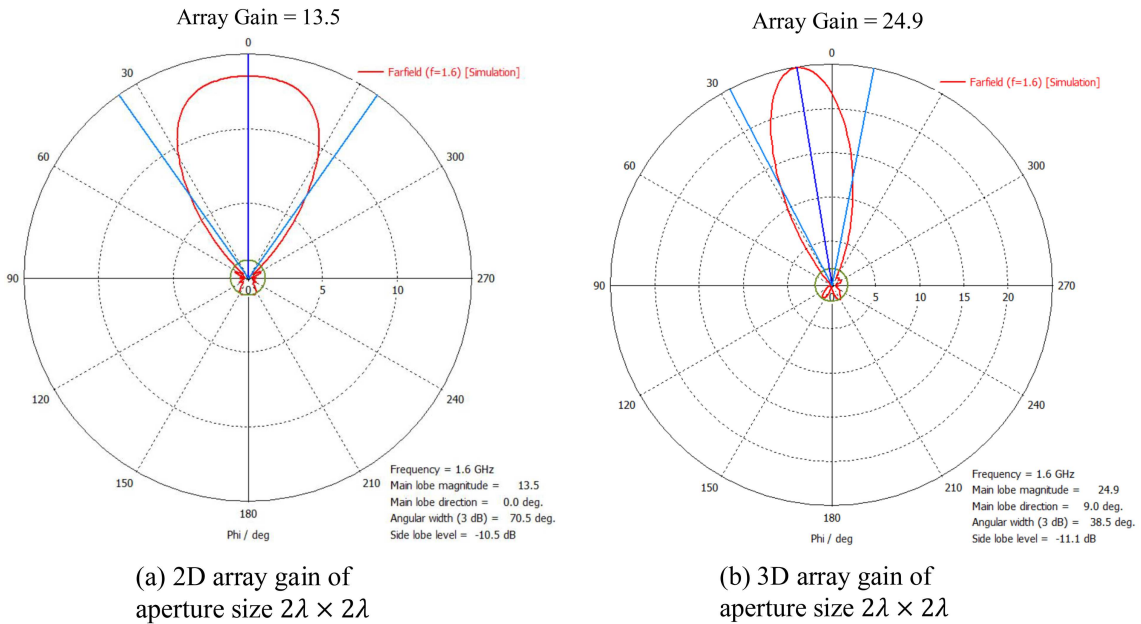 Array Gain = 13.5
0
30
Farfield (f=1.6) [Simulation]
60
300
90
0
5
10
270
120
240
150
210
180
Phi / deg
Frequency = 1.6 GHz
Main lobe magnitude = 13.5
Main lobe direction = 0.0 deg.
Angular width (3 dB) = 70.5 deg.
Side lobe level = -10.5 dB
(a) 2D array gain of
aperture size 2λ × 2λ
Array Gain = 24.9
0
30
Farfield (f=1.6) [Simulation]
60
300
90
0
5
10
15
20
270
120
240
150
210
180
Phi / deg
Frequency = 1.6 GHz
Main lobe magnitude = 24.9
Main lobe direction = 9.0 deg.
Angular width (3 dB) = 38.5 deg.
Side lobe level = -11.1 dB
(b) 3D array gain of
aperture size 2λ × 2λ